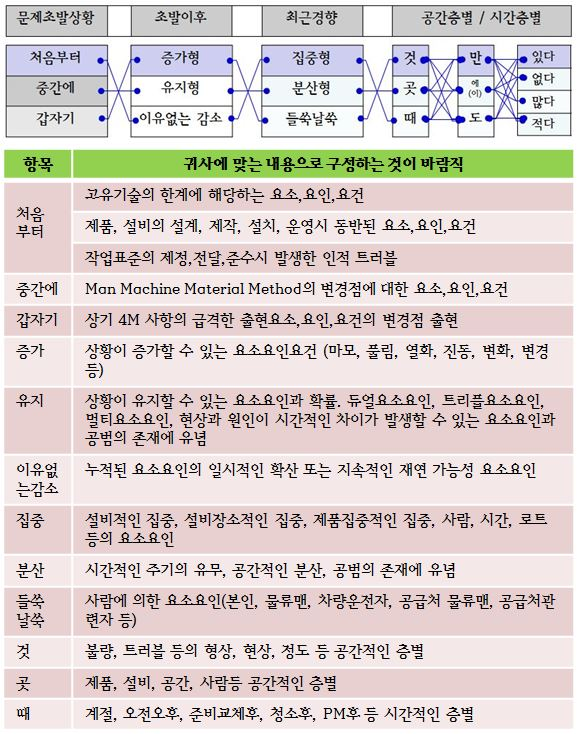 문제초발상황 초발이후 최근경향 공간층별 / 시간층별
처음부터 증가형 집중형 것 만 있다
중간에 유지형 분산형 곳 에(이) 없다
갑자기 이유없는 감소 들쑥날쑥 때 도 많다
적다
항목 귀사에 맞는 내용으로 구성하는 것이 바람직
처음
부터
고유기술의 한계에 해당하는 요소,요인,요건
제품, 설비의 설계, 제작, 설치, 운영시 동반된 요소,요인,요건
작업표준의 제정,전달,준수시 발생한 인적 트러블
중간에 Man Machine Material Method의 변경점에 대한 요소,요인,요건
갑자기 상기 4M 사항의 급격한 출현요소,요인,요건의 변경점 출현
증가 상황이 증가할 수 있는 요소요인요건 (마모, 풀림, 열화, 진동, 변화, 변경
등)
유지 상황이 유지할 수 있는 요소요인과 확률. 듀얼요소요인, 트리플요소요인,
멀티요소요인, 현상과 원인이 시간적인 차이가 발생할 수 있는 요소요인과
공범의 존재에 유념
이유없
는감소
누적된 요소요인의 일시적인 확산 또는 지속적인 재연 가능성 요소요인
집중 설비적인 집중, 설비장소적인 집중, 제품집중적인 집중, 사람, 시간, 로트
등의 요소요인
분산 시간적인 주기의 유무, 공간적인 분산, 공범의 존재에 유념
들쑥
날쑥
사람에 의한 요소요인(본인, 물류맨, 차량운전자, 공급처 물류맨, 공급처관
련자 등)
것 불량, 트러블 등의 형상, 현상, 정도 등 공간적인 층별
곳 제품, 설비, 공간, 사람등 공간적인 층별
때 계절, 오전오후, 준비교체후, 청소후, PM후 등 시간적인 층별